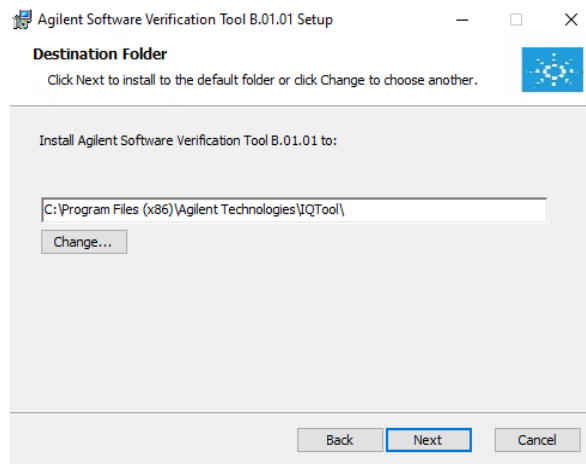 Agilent Software Verification Tool B.01.01 Setup
Destination Folder
Click Next to install to the default folder or click Change to choose another.
Install Agilent Software Verification Tool B.01.01 to:
C:\Program Files (x86)\Agilent Technologies\IQTool\
Change...
Back Next Cancel